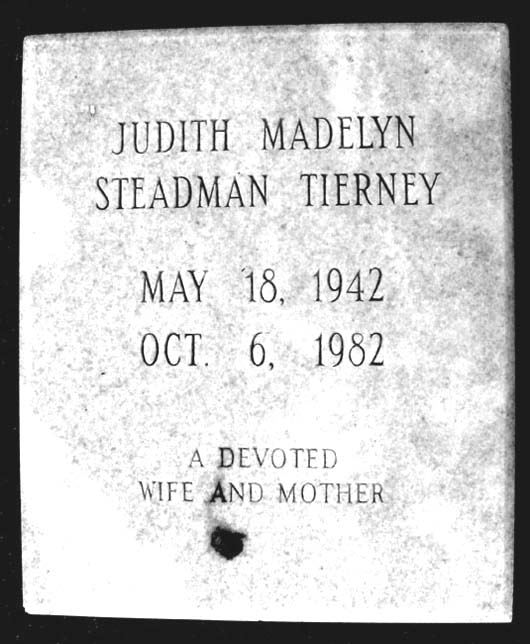 JUDITH MADELYN
STEADMAN TIERNEY
MAY 18, 1942
OCT. 6, 1982
A DEVOTED
WIFE AND MOTHER